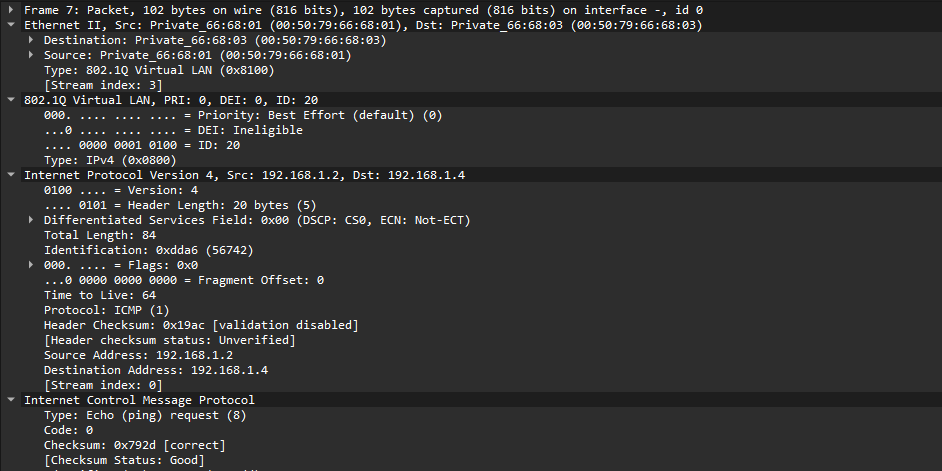 Frame 7: Packet, 102 bytes on wire (816 bits), 102 bytes captured (816 bits) on interface -, id 0
Ethernet II, Src: Private_66:68:01 (00:50:79:66:68:01), Dst: Private_66:68:03 (00:50:79:66:68:03)
Destination: Private_66:68:03 (00:50:79:66:68:03)
Source: Private_66:68:01 (00:50:79:66:68:01)
Type: 802.1Q Virtual LAN (0x8100)
[Stream index: 3]
802.1Q Virtual LAN, PRI: 0, DEI: 0, ID: 20
000. .... .... .... = Priority: Best Effort (default) (0)
...0 .... .... .... = DEI: Ineligible
.... 0000 0001 0100 = ID: 20
Type: IPv4 (0x0800)
Internet Protocol Version 4, Src: 192.168.1.2, Dst: 192.168.1.4
0100 .... = Version: 4
.... 0101 = Header Length: 20 bytes (5)
Differentiated Services Field: 0x00 (DSCP: CS0, ECN: Not-ECT)
Total Length: 84
Identification: 0xdda6 (56742)
000. .... = Flags: 0x0
...0 0000 0000 0000 = Fragment Offset: 0
Time to Live: 64
Protocol: ICMP (1)
Header Checksum: 0x19ac [validation disabled]
[Header checksum status: Unverified]
Source Address: 192.168.1.2
Destination Address: 192.168.1.4
[Stream index: 0]
Internet Control Message Protocol
Type: Echo (ping) request (8)
Code: 0
Checksum: 0x792d [correct]
[Checksum Status: Good]